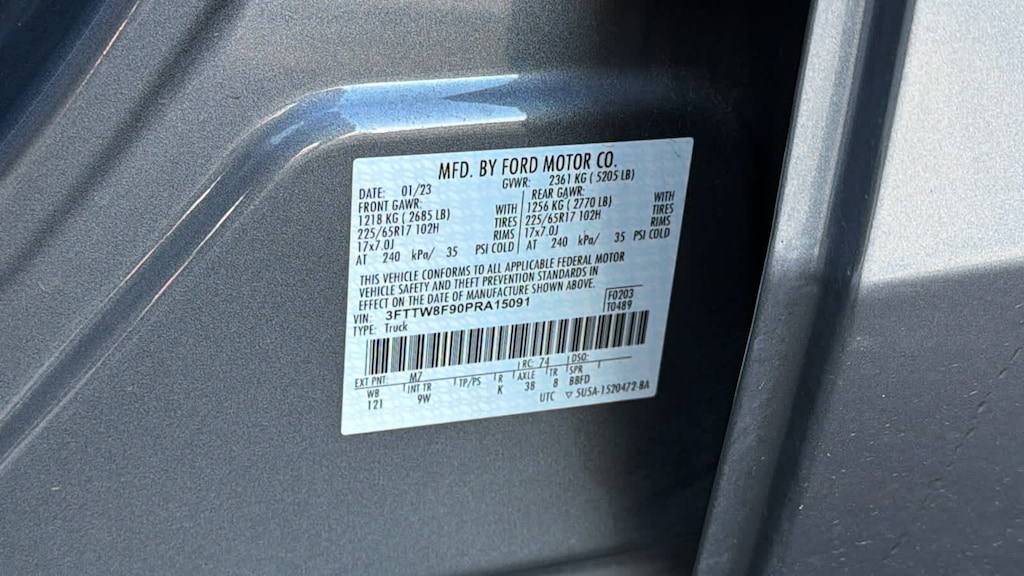 MFD. BY FORD MOTOR CO.
DATE: 01/23 GVWR: 2361 KG ( 5205 LB)
FRONT GAWR: REAR GAWR:
1218 KG ( 2685 LB) WITH 1256 KG ( 2770 LB) WITH
225/65R17 102H TIRES 225/65R17 102H TIRES
17x7.0J RIMS 17x7.0J RIMS
AT 240 kPa/ 35 PSI COLD AT 240 kPa/ 35 PSI COLD
THIS VEHICLE CONFORMS TO ALL APPLICABLE FEDERAL MOTOR
VEHICLE SAFETY AND THEFT PREVENTION STANDARDS IN
EFFECT ON THE DATE OF MANUFACTURE SHOWN ABOVE.
VIN: 3FTTW8F90PRA15091 F0203
TYPE: Truck T0489
EXT PNT: M7 RC: 74 DSO:
WB INT TR TP/PS R AXLE TR SPR
121 9W K 38 8 BBFD
UTC ▽ 5U5A-1520472-BA